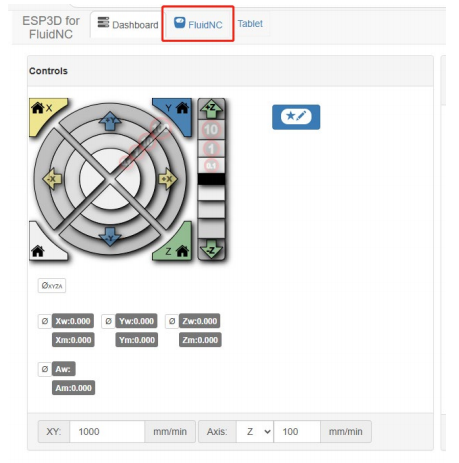 ESP3D for
FluidNC
Dashboard
FluidNC
Tablet
Controls
X
Y
+Z
+Y
10
1
0.1
-X
+X
-Y
Z
-Z
ØXYZA
Ø Xw:0.000 Ø Yw:0.000 Ø Zw:0.000
Xm:0.000 Ym:0.000 Zm:0.000
Ø Aw:
Am:0.000
XY: 1000 mm/min Axis: Z 100 mm/min